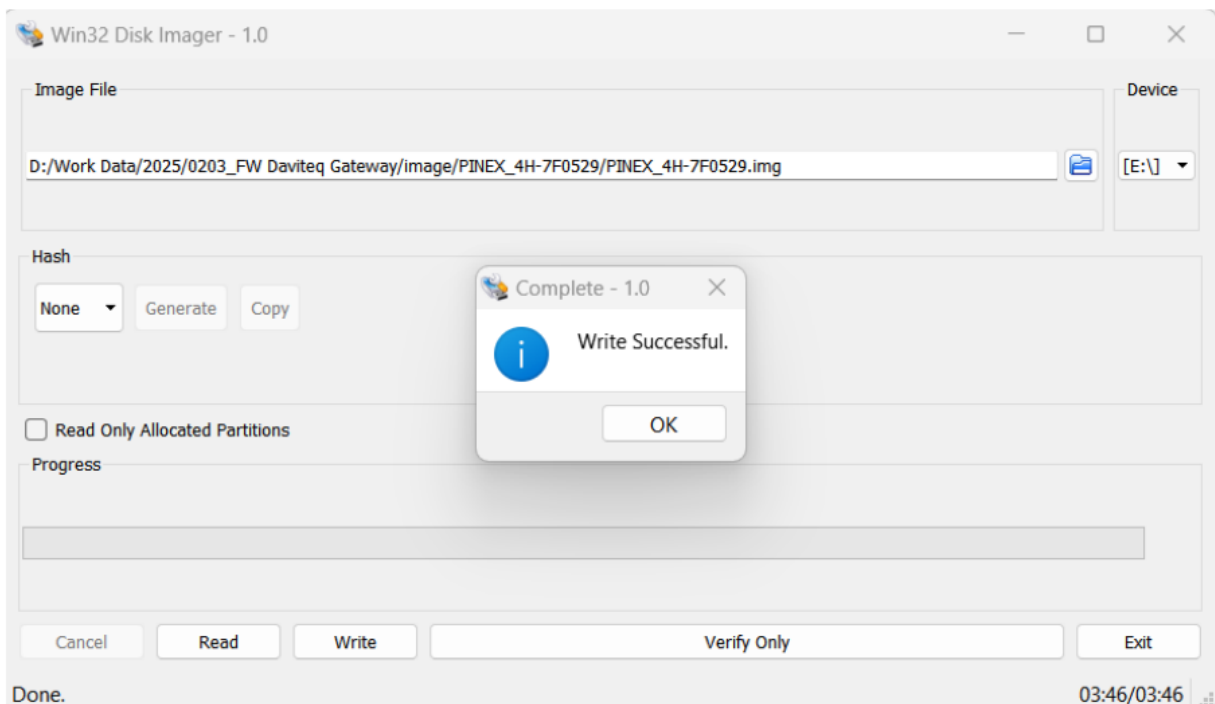 Win32 Disk Imager - 1.0
Image File
Device
D:/Work Data/2025/0203_FW Daviteq Gateway/image/PINEX_4H-7F0529/PINEX_4H-7F0529.img
[E:\]
Hash
None
Generate
Copy
Complete - 1.0
Write Successful.
OK
Read Only Allocated Partitions
Progress
Cancel
Read
Write
Verify Only
Exit
Done.
03:46/03:46